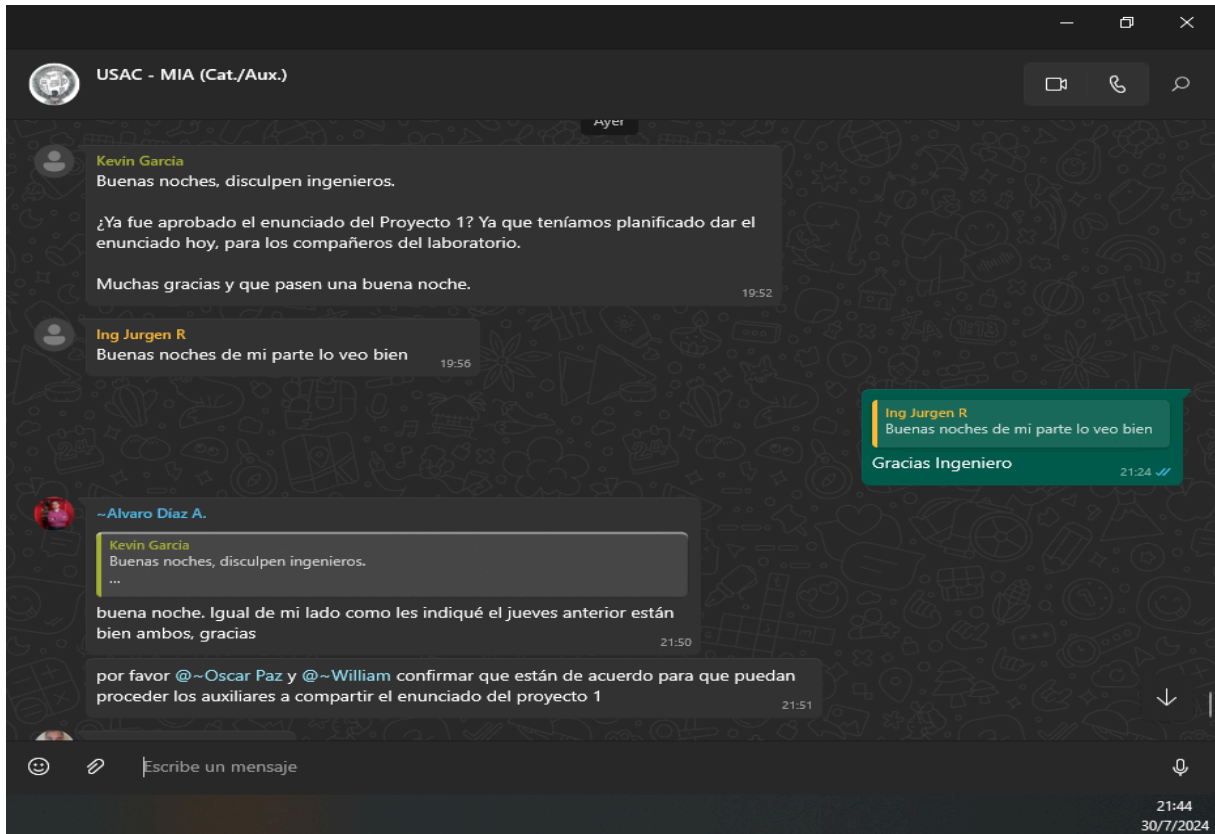 USAC - MIA (Cat./Aux.)
Ayer
Kevin Garcia
Buenas noches, disculpen ingenieros.
¿Ya fue aprobado el enunciado del Proyecto 1? Ya que teníamos planificado dar el
enunciado hoy, para los compañeros del laboratorio.
Muchas gracias y que pasen una buena noche.
19:52
Ing Jurgen R
Buenas noches de mi parte lo veo bien
19:56
Ing Jurgen R
Buenas noches de mi parte lo veo bien
Gracias Ingeniero
21:24
~Alvaro Díaz A.
Kevin Garcia
Buenas noches, disculpen ingenieros.
...
buena noche. Igual de mi lado como les indiqué el jueves anterior están
bien ambos, gracias
21:50
por favor @~Oscar Paz y @~William confirmar que están de acuerdo para que puedan
proceder los auxiliares a compartir el enunciado del proyecto 1
21:51
Escribe un mensaje
21:44
30/7/2024